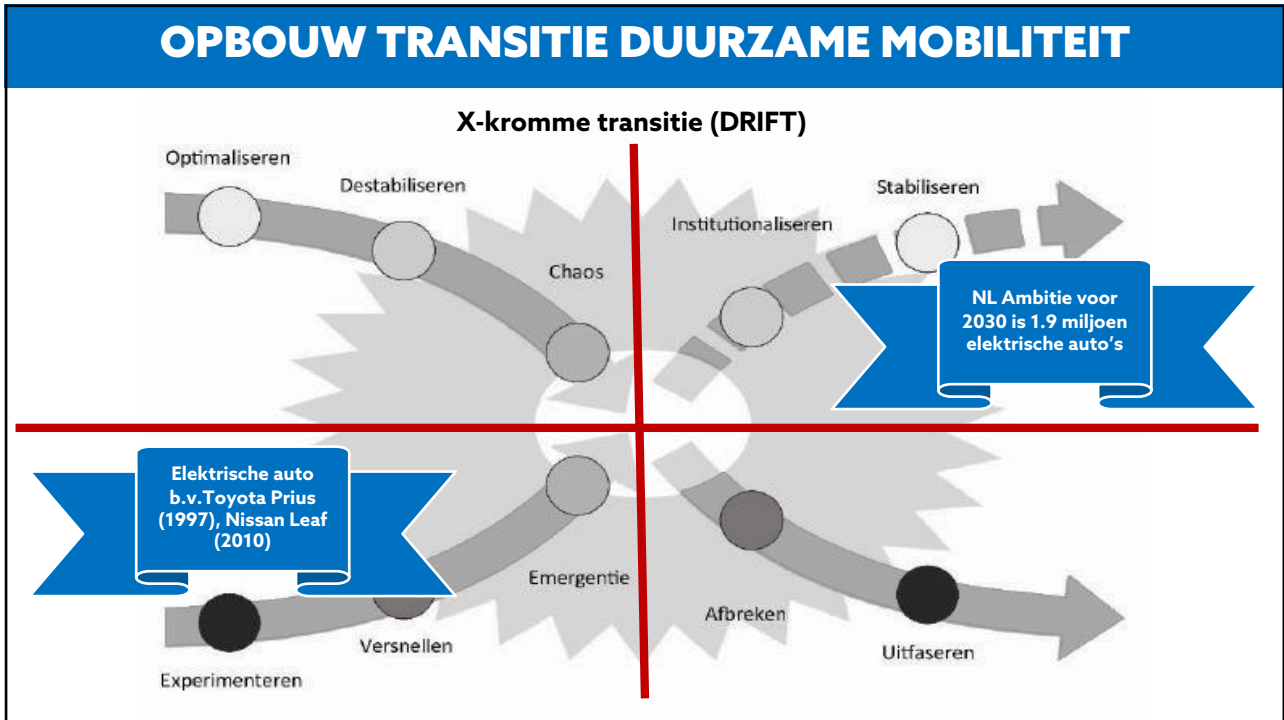 OPBOUW TRANSITIE DUURZAME MOBILITEIT
X-kromme transitie (DRIFT)
Optimaliseren
Destabiliseren
Chaos
Institutionaliseren
Stabiliseren
NL Ambitie voor
2030 is 1.9 miljoen
elektrische auto's
Elektrische auto
b.v.Toyota Prius
(1997), Nissan Leaf
(2010)
Emergentie
Versnellen
Experimenteren
Afbreken
Uitfaseren